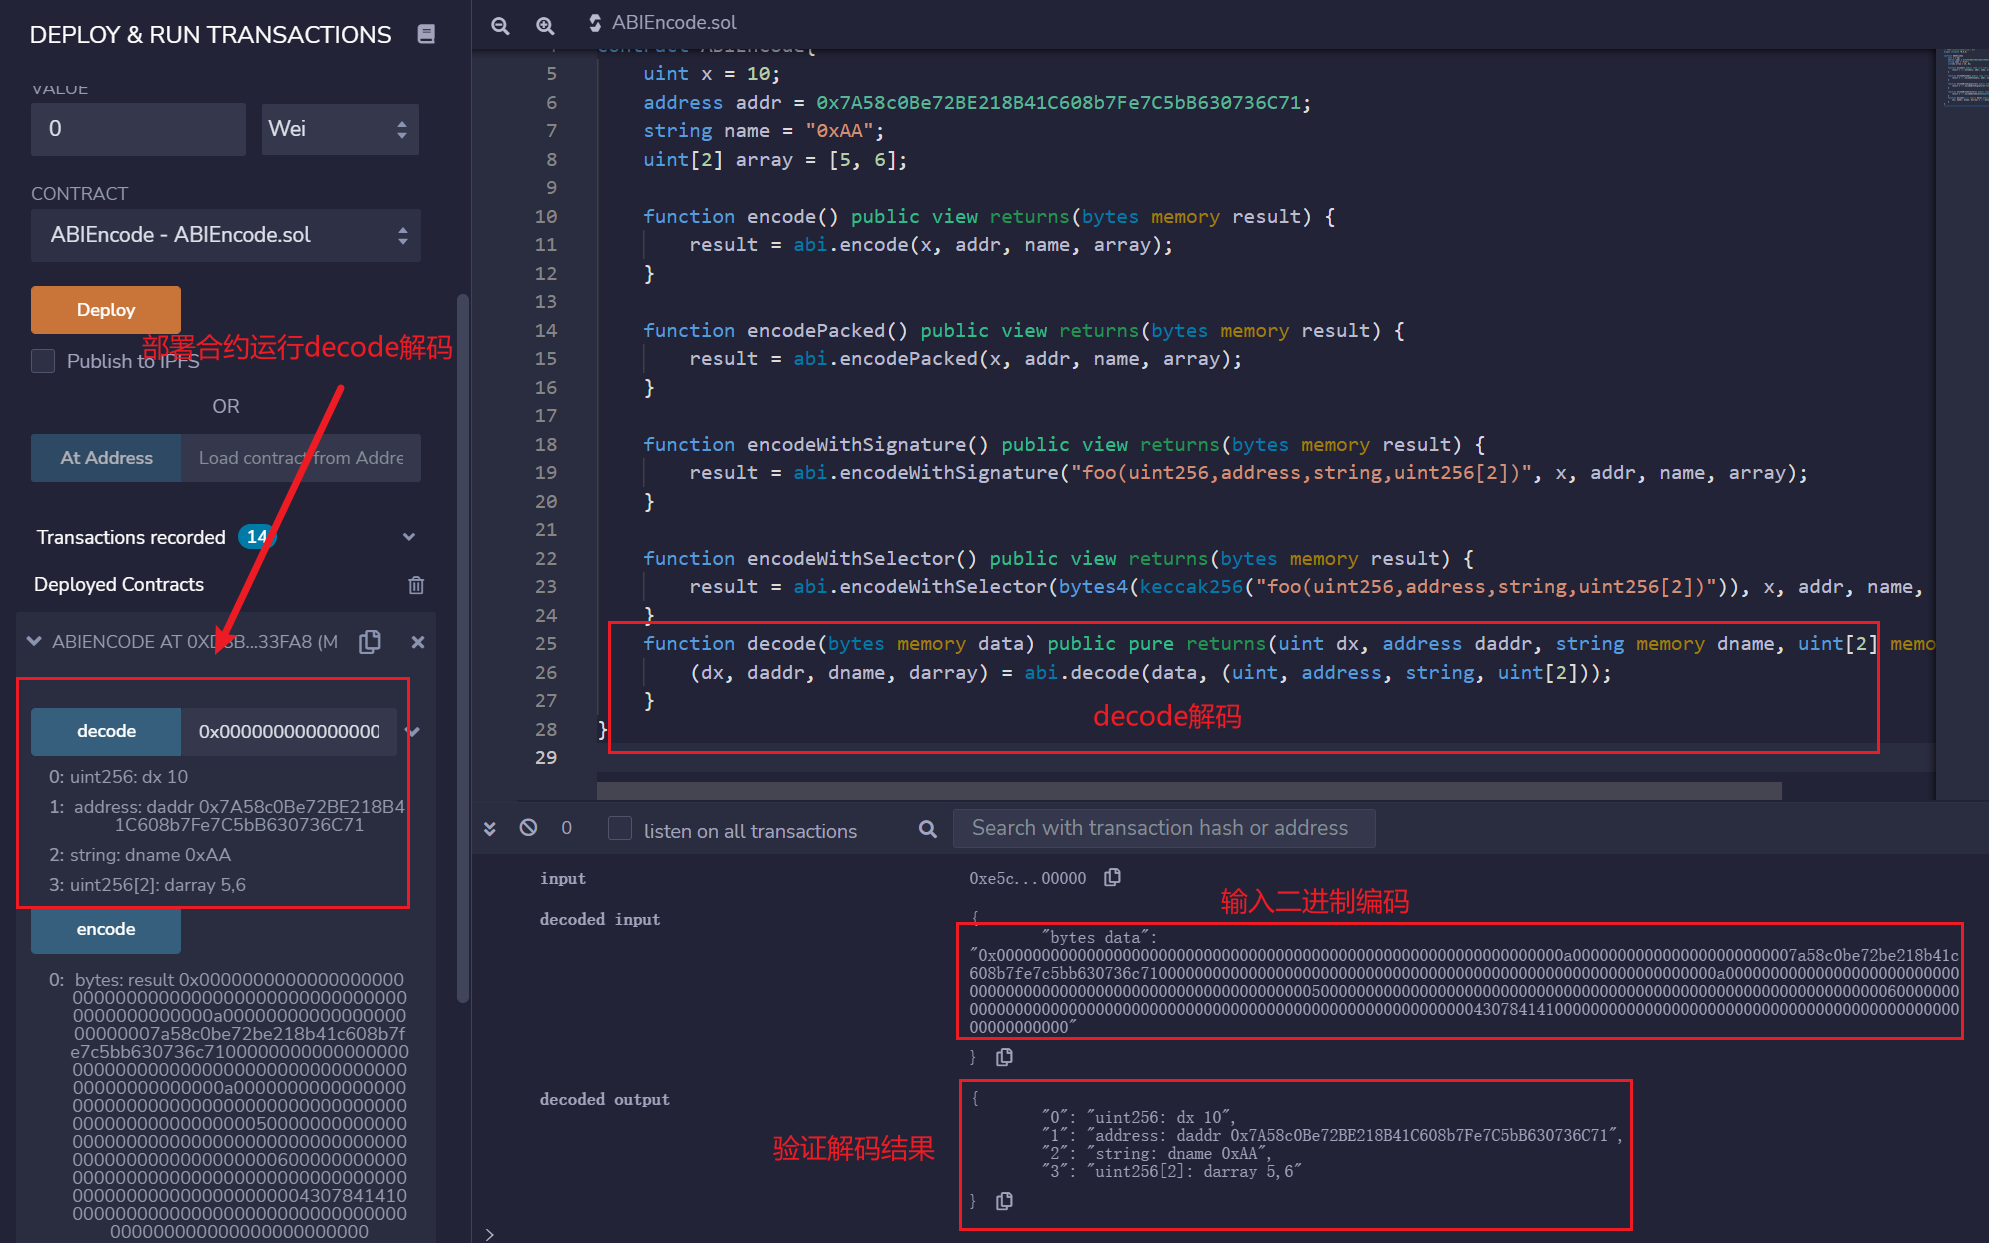 DEPLOY & RUN TRANSACTIONS
VALUE
0
Wei
CONTRACT
ABIEncode - ABIEncode.sol
Deploy
部署合约运行decode解码
Publish to IPFS
OR
At Address
Load contract from Addre
Transactions recorded 14
Deployed Contracts
decode
0x000000000000000
0: uint256: dx 10
1: address: daddr 0x7A58c0Be72BE218B4
1C608b7Fe7C5bB630736C71
2: string: dname 0xAA
3: uint256[2]: darray 5,6
encode
ABIEncode.sol
contract ABIEncode{
5 uint x = 10;
6 address addr = 0x7A58c0Be72BE218B41C608b7Fe7C5bB630736C71;
7 string name = "0xAA";
8 uint[2] array = [5, 6];
9
10 function encode() public view returns(bytes memory result) {
11 result = abi.encode(x, addr, name, array);
12 }
13
14 function encodePacked() public view returns(bytes memory result) {
15 result = abi.encodePacked(x, addr, name, array);
16 }
17
18 function encodeWithSignature() public view returns(bytes memory result) {
19 result = abi.encodeWithSignature("foo(uint256,address,string,uint256[2])", x, addr, name, array);
20 }
21
22 function encodeWithSelector() public view returns(bytes memory result) {
23 result = abi.encodeWithSelector(bytes4(keccak256("foo(uint256,address,string,uint256[2])")), x, addr, name,
24 }
25 function decode(bytes memory data) public pure returns(uint dx, address daddr, string memory dname, uint[2] memo
26 (dx, daddr, dname, darray) = abi.decode(data, (uint, address, string, uint[2]));
27 }
decode解码
28 }
29
0
listen on all transactions
Search with transaction hash or address
input 0xe5c...00000
输入二进制编码
decoded input {
"bytes data":
}
decoded output {
"0": "uint256: dx 10",
"1": "address: daddr 0x7A58c0Be72BE218B41C608b7Fe7C5bB630736C71",
验证解码结果
"2": "string: dname 0xAA",
"3": "uint256[2]: darray 5,6"
}
>